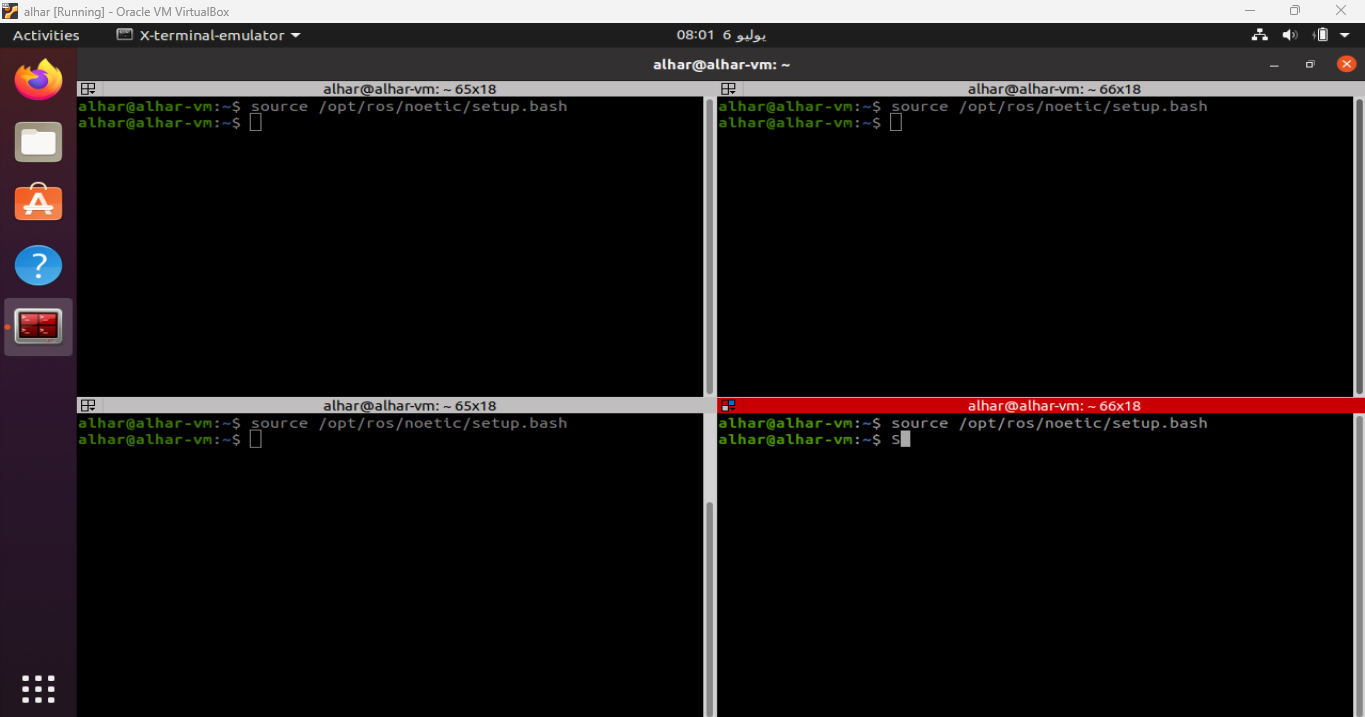 alhar [Running] - Oracle VM VirtualBox
Activities X-terminal-emulator 08:01 6 يوليو
alhar@alhar-vm: ~
alhar@alhar-vm: ~ 65x18
alhar@alhar-vm:~$ source /opt/ros/noetic/setup.bash
alhar@alhar-vm:~$
alhar@alhar-vm: ~ 66x18
alhar@alhar-vm:~$ source /opt/ros/noetic/setup.bash
alhar@alhar-vm:~$
alhar@alhar-vm: ~ 65x18
alhar@alhar-vm:~$ source /opt/ros/noetic/setup.bash
alhar@alhar-vm:~$
alhar@alhar-vm: ~ 66x18
alhar@alhar-vm:~$ source /opt/ros/noetic/setup.bash
alhar@alhar-vm:~$ S